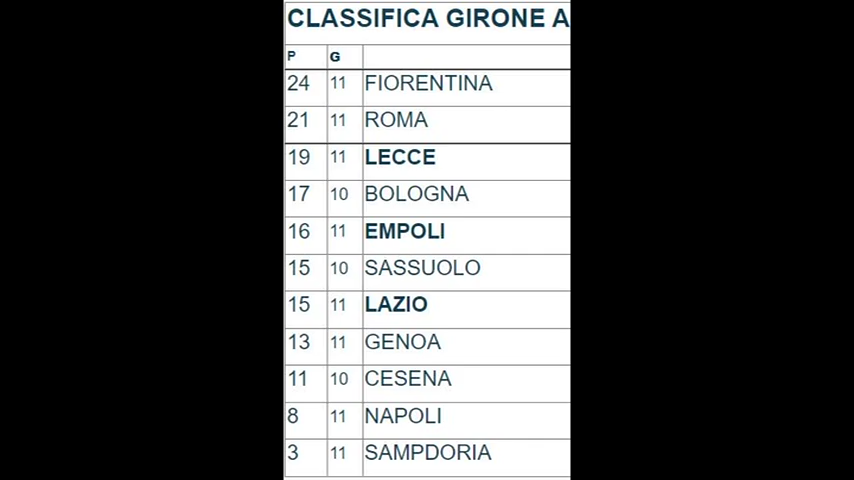 CLASSIFICA GIRONE A
P G
24 11 FIORENTINA
21 11 ROMA
19 11 LECCE
17 10 BOLOGNA
16 11 EMPOLI
15 10 SASSUOLO
15 11 LAZIO
13 11 GENOA
11 10 CESENA
8 11 NAPOLI
3 11 SAMPDORIA